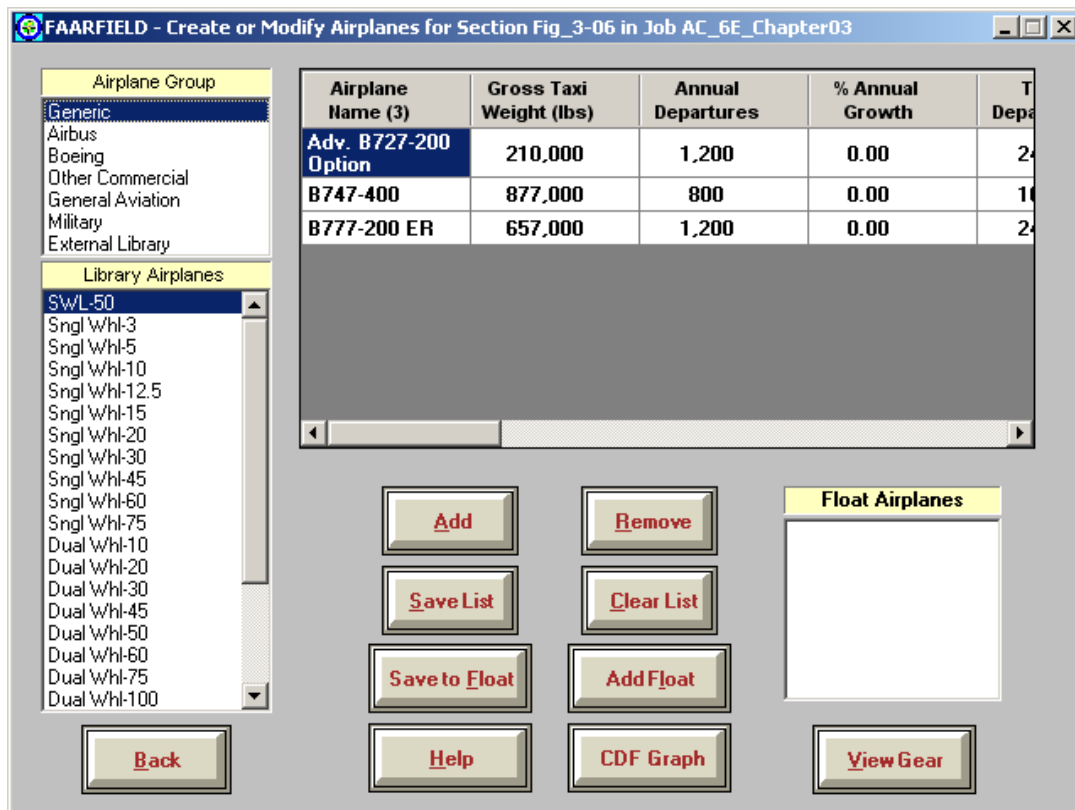 FAARFIELD - Create or Modify Airplanes for Section Fig_3-06 in Job AC_6E_Chapter03
Airplane Group
Generic
Airbus
Boeing
Other Commercial
General Aviation
Military
External Library
Library Airplanes
SWL-50
Sngl Whl-3
Sngl Whl-5
Sngl Whl-10
Sngl Whl-12.5
Sngl Whl-15
Sngl Whl-20
Sngl Whl-30
Sngl Whl-45
Sngl Whl-60
Sngl Whl-75
Dual Whl-10
Dual Whl-20
Dual Whl-30
Dual Whl-45
Dual Whl-50
Dual Whl-60
Dual Whl-75
Dual Whl-100
Airplane Gross Taxi Annual % Annual T
Name (3) Weight (lbs) Departures Growth Depa
Adv. B727-200
Option 210,000 1,200 0.00 24
B747-400 877,000 800 0.00 16
B777-200 ER 657,000 1,200 0.00 24
Add Remove
Float Airplanes
Save List Clear List
Save to Float Add Float
Back Help CDF Graph View Gear